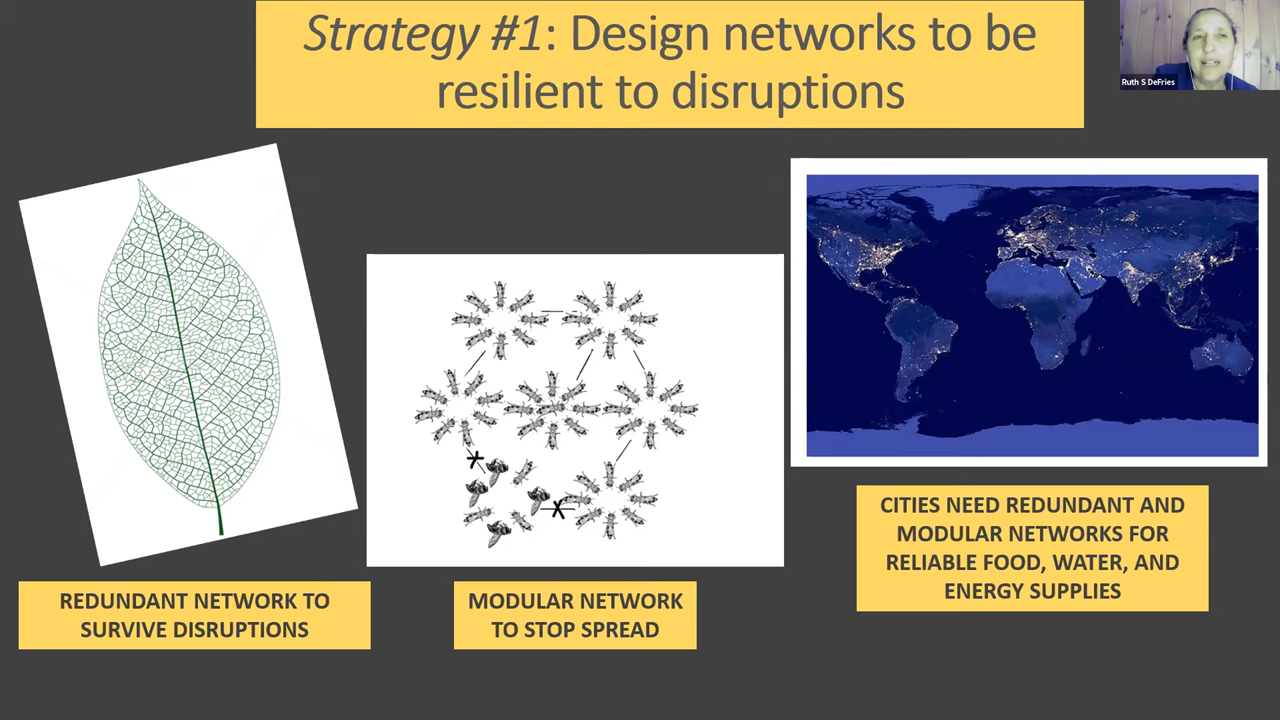 Strategy #1: Design networks to be
resilient to disruptions
Ruth S DeFries
REDUNDANT NETWORK TO
SURVIVE DISRUPTIONS
MODULAR NETWORK
TO STOP SPREAD
CITIES NEED REDUNDANT AND
MODULAR NETWORKS FOR
RELIABLE FOOD, WATER, AND
ENERGY SUPPLIES